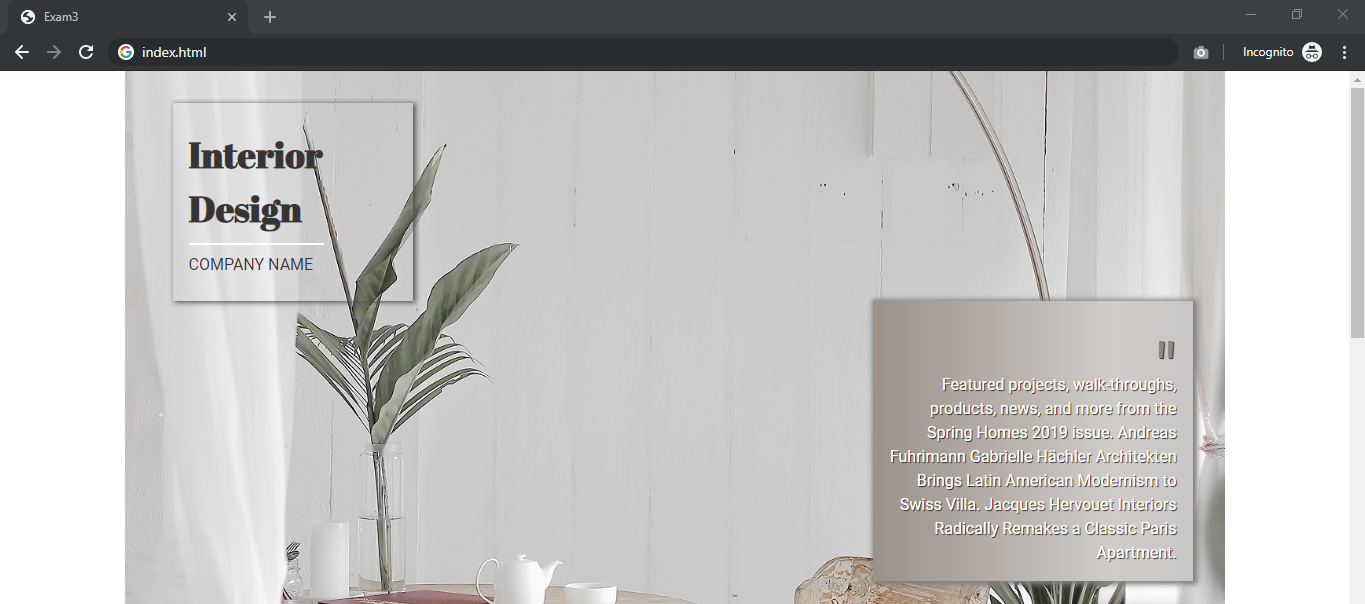 Exam3
index.html
Incognito
Interior
Design
COMPANY NAME
"
Featured projects, walk-throughs,
products, news, and more from the
Spring Homes 2019 issue. Andreas
Fuhrimann Gabrielle Hächler Architekten
Brings Latin American Modernism to
Swiss Villa. Jacques Hervouet Interiors
Radically Remakes a Classic Paris
Apartment.